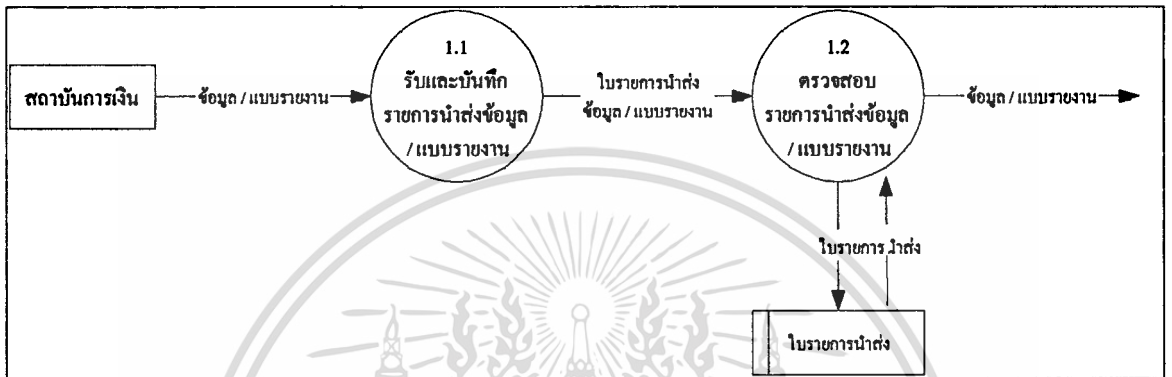 สถาบันการเงิน
ข้อมูล / แบบรายงาน
1.1
รับและบันทึก
รายการนำส่งข้อมูล
/ แบบรายงาน
ใบรายการนำส่ง
ข้อมูล / แบบรายงาน
1.2
ตรวจสอบ
รายการนำส่งข้อมูล
/ แบบรายงาน
ข้อมูล / แบบรายงาน
ใบรายการนำส่ง
ใบรายการนำส่ง